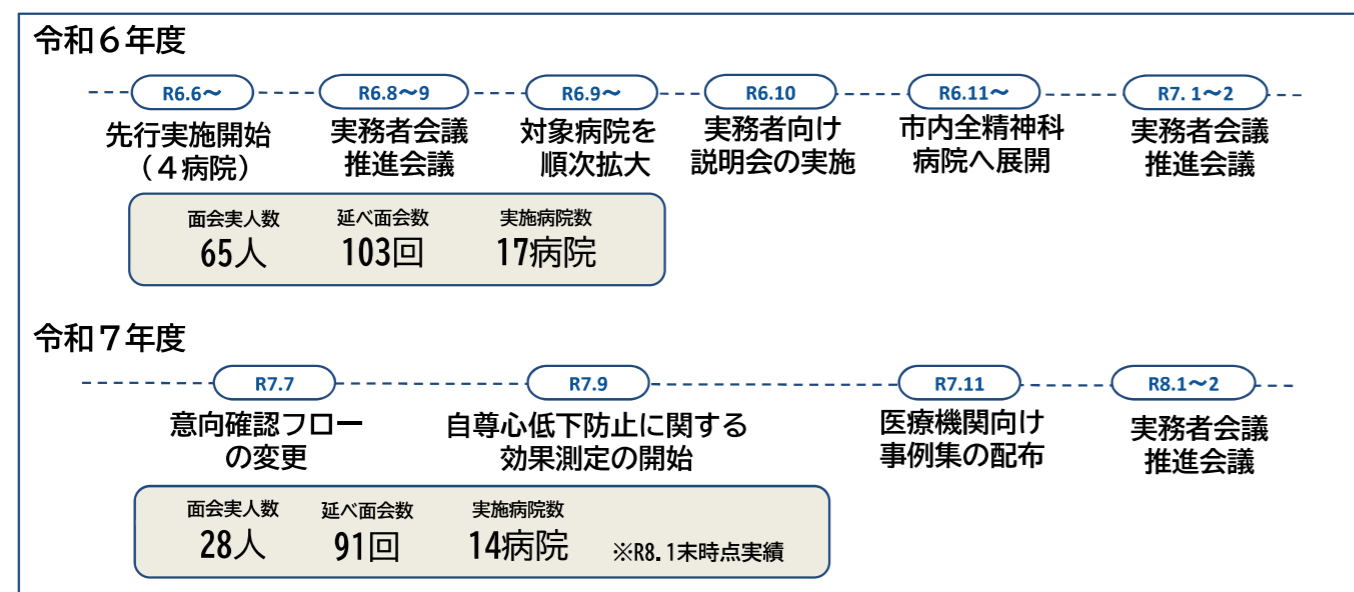 令和６年度
R6.6～ R6.8～9 R6.9～ R6.10 R6.11～ R7.1～2
先行実施開始 実務者会議 対象病院を 実務者向け 市内全精神科 実務者会議
（４病院） 推進会議 順次拡大 説明会の実施 病院へ展開 推進会議
面会実人数 延べ面会数 実施病院数
65人 103回 17病院
令和７年度
R7.7 R7.9 R7.11 R8.1～2
意向確認フロー 自尊心低下防止に関する 医療機関向け 実務者会議
の変更 効果測定の開始 事例集の配布 推進会議
面会実人数 延べ面会数 実施病院数
28人 91回 14病院 ※R8.1末時点実績